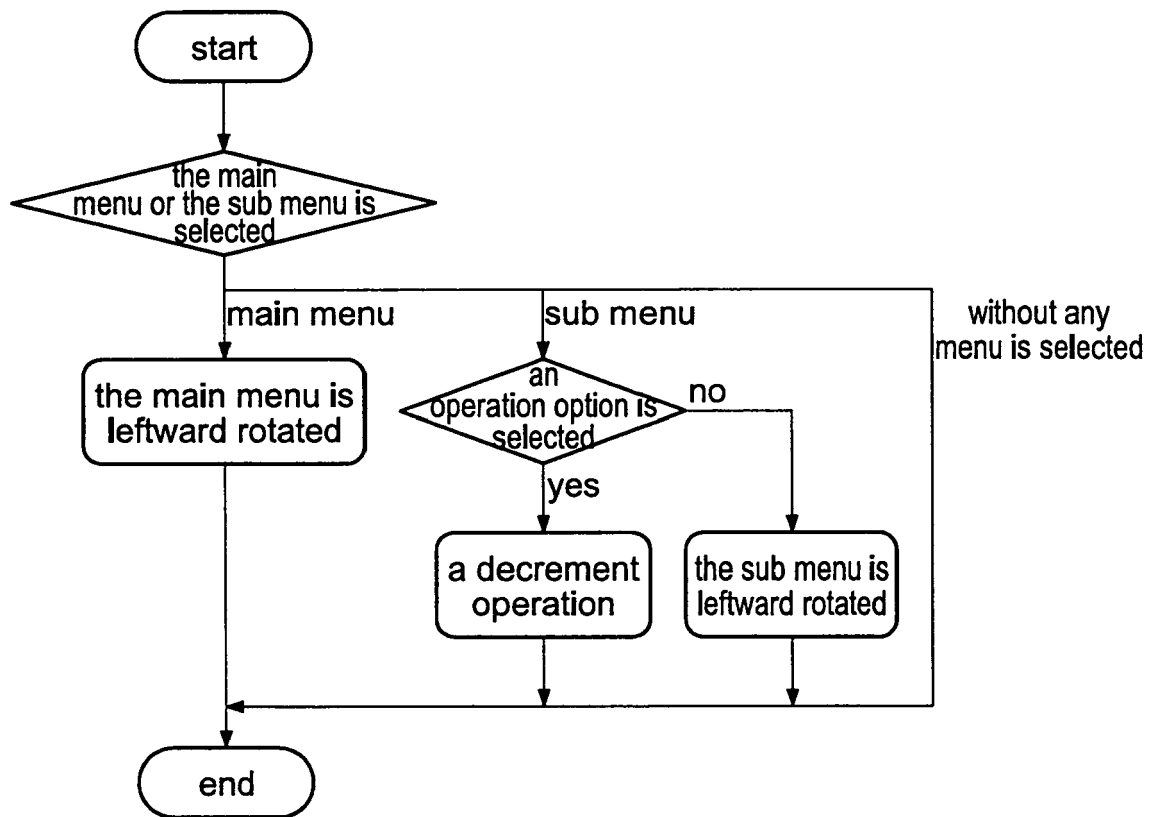 start
the main
menu or the sub menu is
selected
main menu
sub menu
without any
menu is selected
the main menu is
leftward rotated
an
operation option is
selected
no
yes
a decrement
operation
the sub menu is
leftward rotated
end